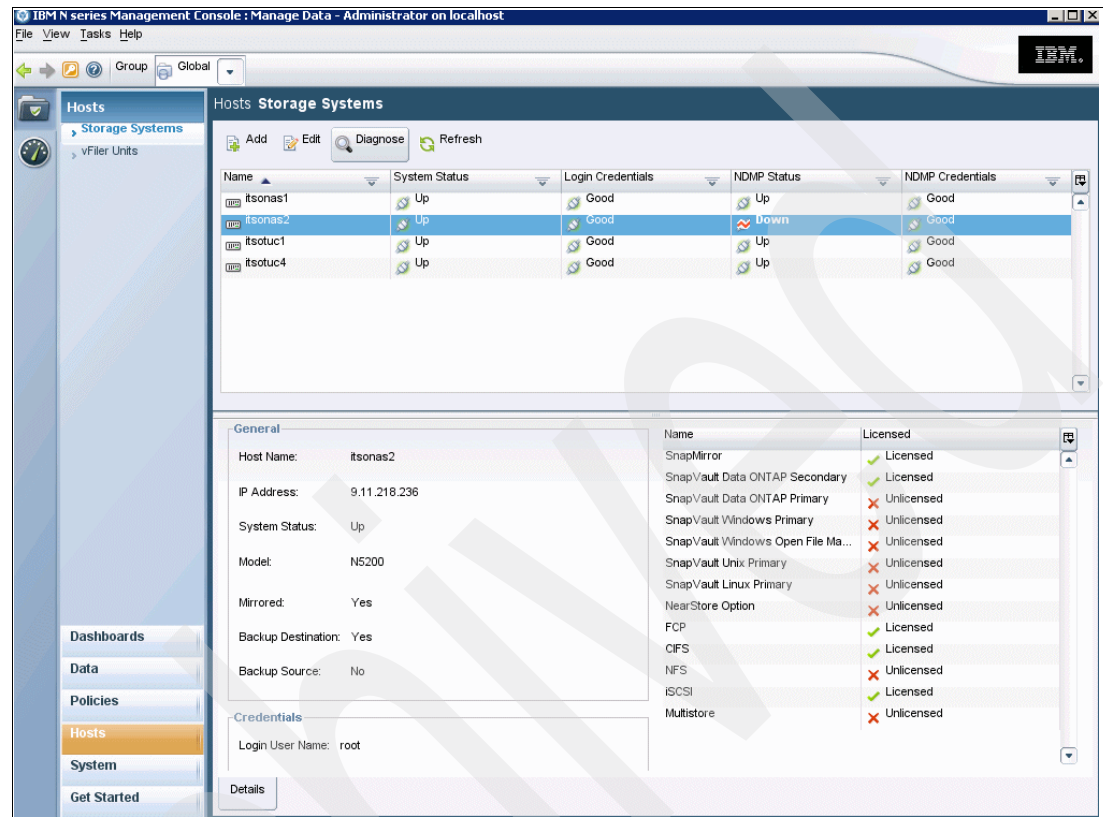 IBM N series Management Console : Manage Data - Administrator on localhost
File View Tasks Help
Group Global
IBM.
Hosts
Storage Systems
vFiler Units
Hosts Storage Systems
Add Edit Diagnose Refresh
Name System Status Login Credentials NDMP Status NDMP Credentials
itsonas1 Up Good Up Good
itsonas2 Up Good Down Good
itsotuc1 Up Good Up Good
itsotuc4 Up Good Up Good
General
Host Name: itsonas2
IP Address: 9.11.218.236
System Status: Up
Model: N5200
Mirrored: Yes
Backup Destination: Yes
Backup Source: No
Credentials
Login User Name: root
Name Licensed
SnapMirror Licensed
SnapVault Data ONTAP Secondary Licensed
SnapVault Data ONTAP Primary Unlicensed
SnapVault Windows Primary Unlicensed
SnapVault Windows Open File Ma... Unlicensed
SnapVault Unix Primary Unlicensed
SnapVault Linux Primary Unlicensed
NearStore Option Unlicensed
FCP Licensed
CIFS Licensed
NFS Unlicensed
iSCSI Licensed
Multistore Unlicensed
Dashboards
Data
Policies
Hosts
System
Get Started
Details